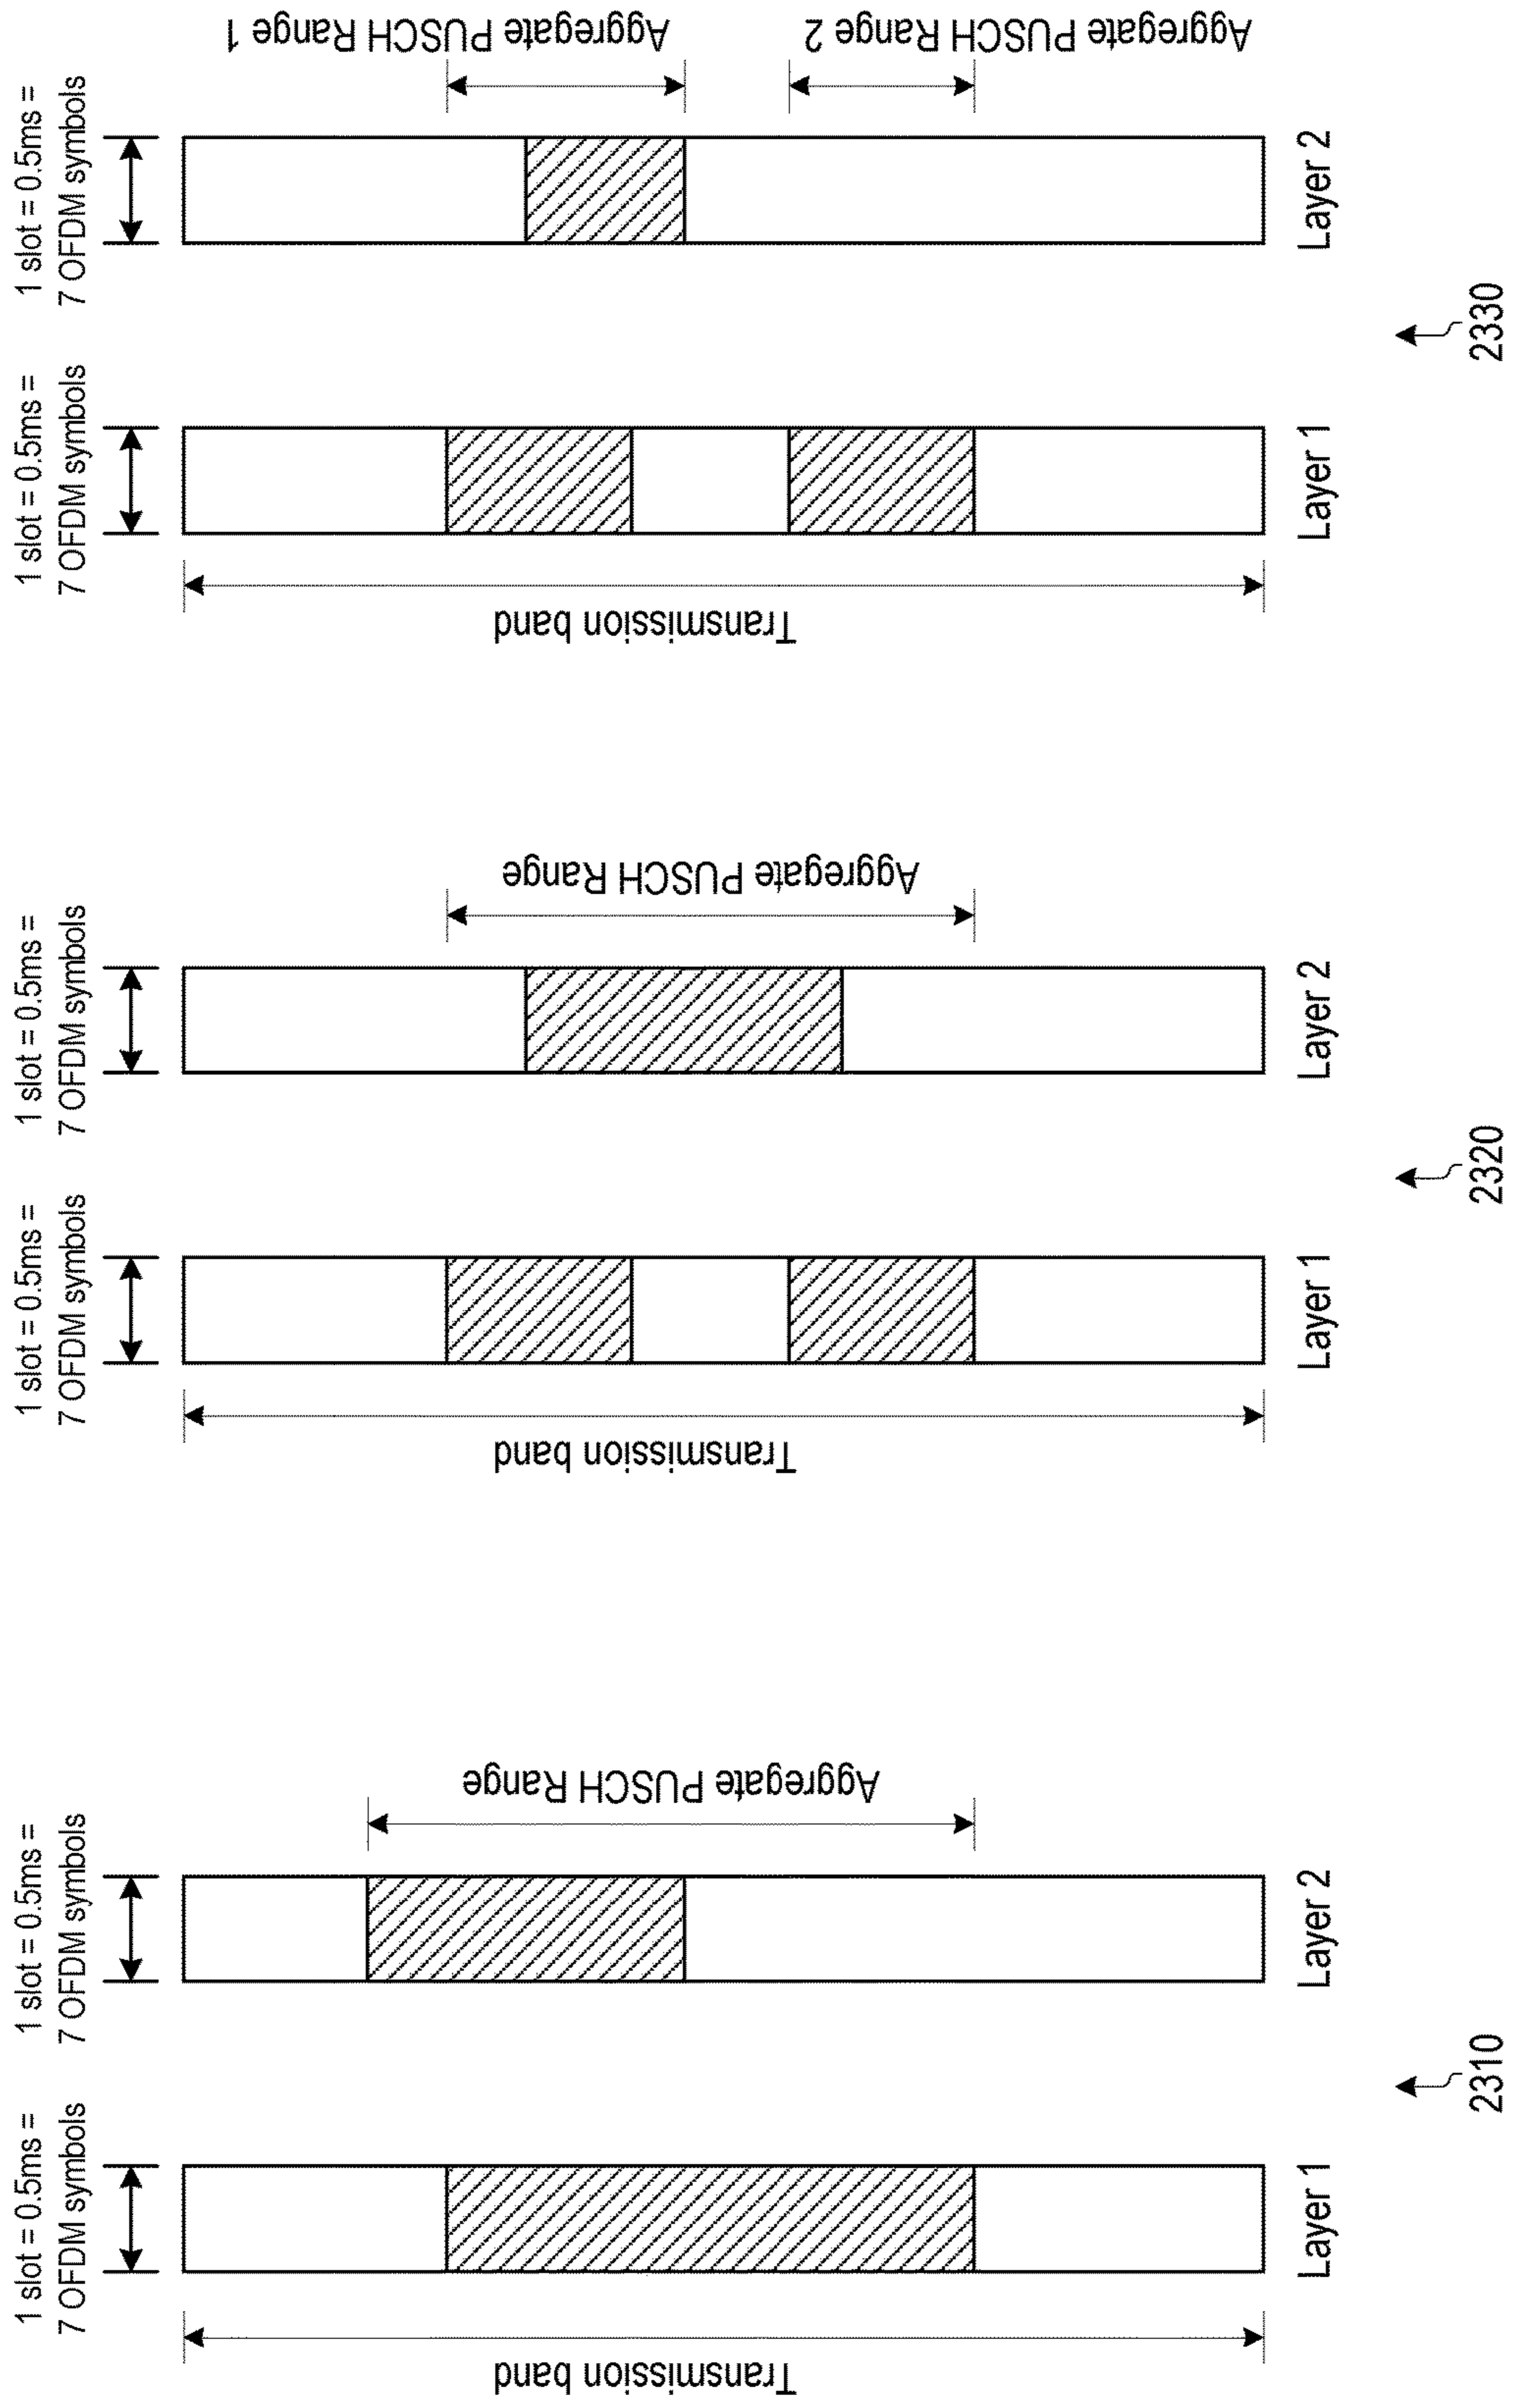 1 slot = 0.5ms =
7 OFDM symbols
1 slot = 0.5ms =
7 OFDM symbols
Transmission band
Aggregate PUSCH Range
Layer 1
Layer 2
2310
1 slot = 0.5ms =
7 OFDM symbols
1 slot = 0.5ms =
7 OFDM symbols
Transmission band
Aggregate PUSCH Range
Layer 1
Layer 2
2320
1 slot = 0.5ms =
7 OFDM symbols
1 slot = 0.5ms =
7 OFDM symbols
Transmission band
Aggregate PUSCH Range 1
Aggregate PUSCH Range 2
Layer 1
Layer 2
2330